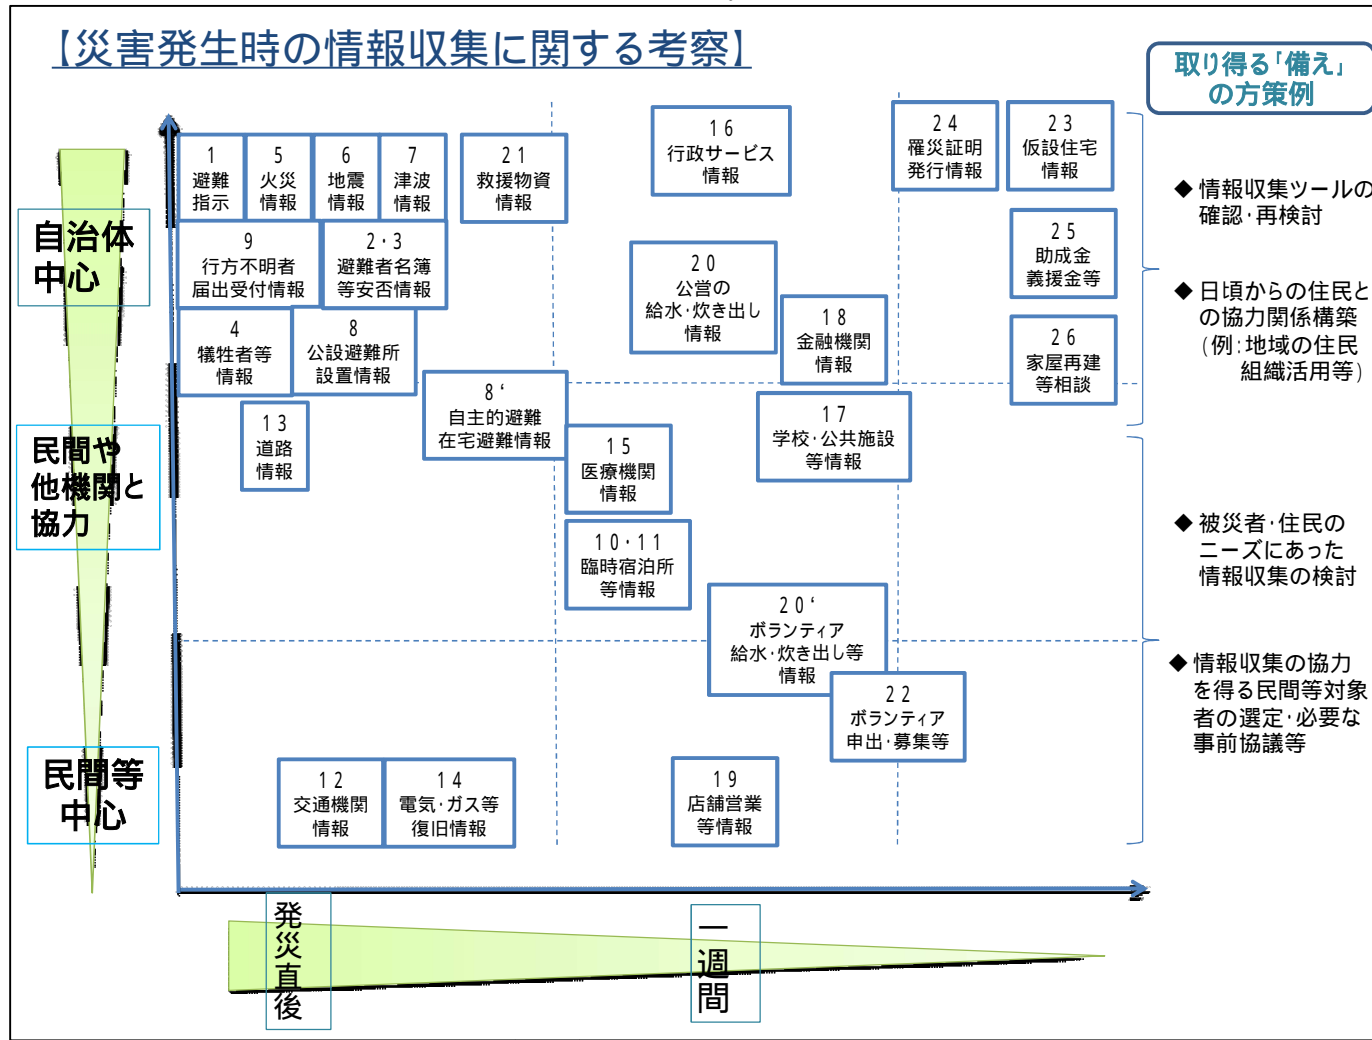 【災害発生時の情報収集に関する考察】
取り得る「備え」
の方策例
自治体
中心
民間や
他機関と
協力
民間等
中心
1
避難
指示
5
火災
情報
6
地震
情報
7
津波
情報
21
救援物資
情報
16
行政サービス
情報
24
罹災証明
発行情報
23
仮設住宅
情報
9
行方不明者
届出受付情報
2・3
避難者名簿
等安否情報
20
公営の
給水・炊き出し
情報
25
助成金
義援金等
4
犠牲者等
情報
8
公設避難所
設置情報
18
金融機関
情報
26
家屋再建
等相談
8‘
自主的避難
在宅避難情報
13
道路
情報
17
学校・公共施設
等情報
15
医療機関
情報
10・11
臨時宿泊所
等情報
20‘
ボランティア
給水・炊き出し等
情報
22
ボランティア
申出・募集等
12
交通機関
情報
14
電気・ガス等
復旧情報
19
店舗営業
等情報
◆情報収集ツールの
確認・再検討
◆日頃からの住民と
の協力関係構築
(例:地域の住民
組織活用等)
◆被災者・住民の
ニーズにあった
情報収集の検討
◆情報収集の協力
を得る民間等対象
者の選定・必要な
事前協議等
発災直後
一週間